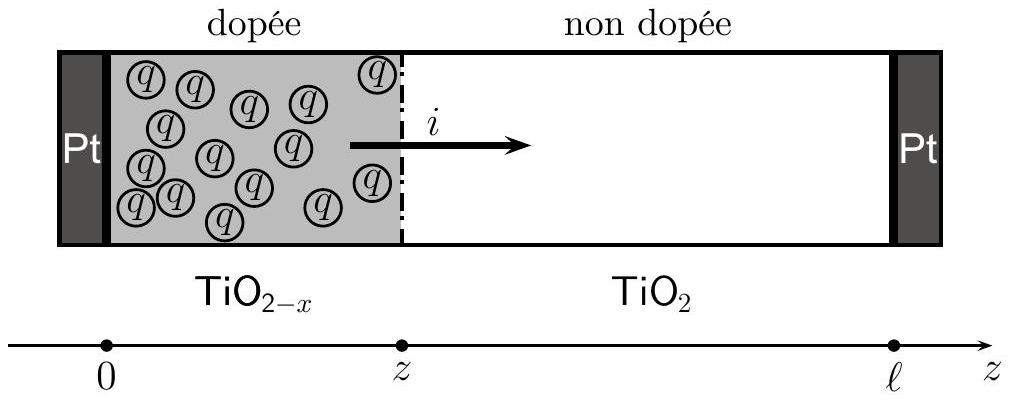 dopée non dopée
q q q q q q q q q q q q q q
i
Pt Pt
TiO₂₋ₓ TiO₂
0 z ℓ z